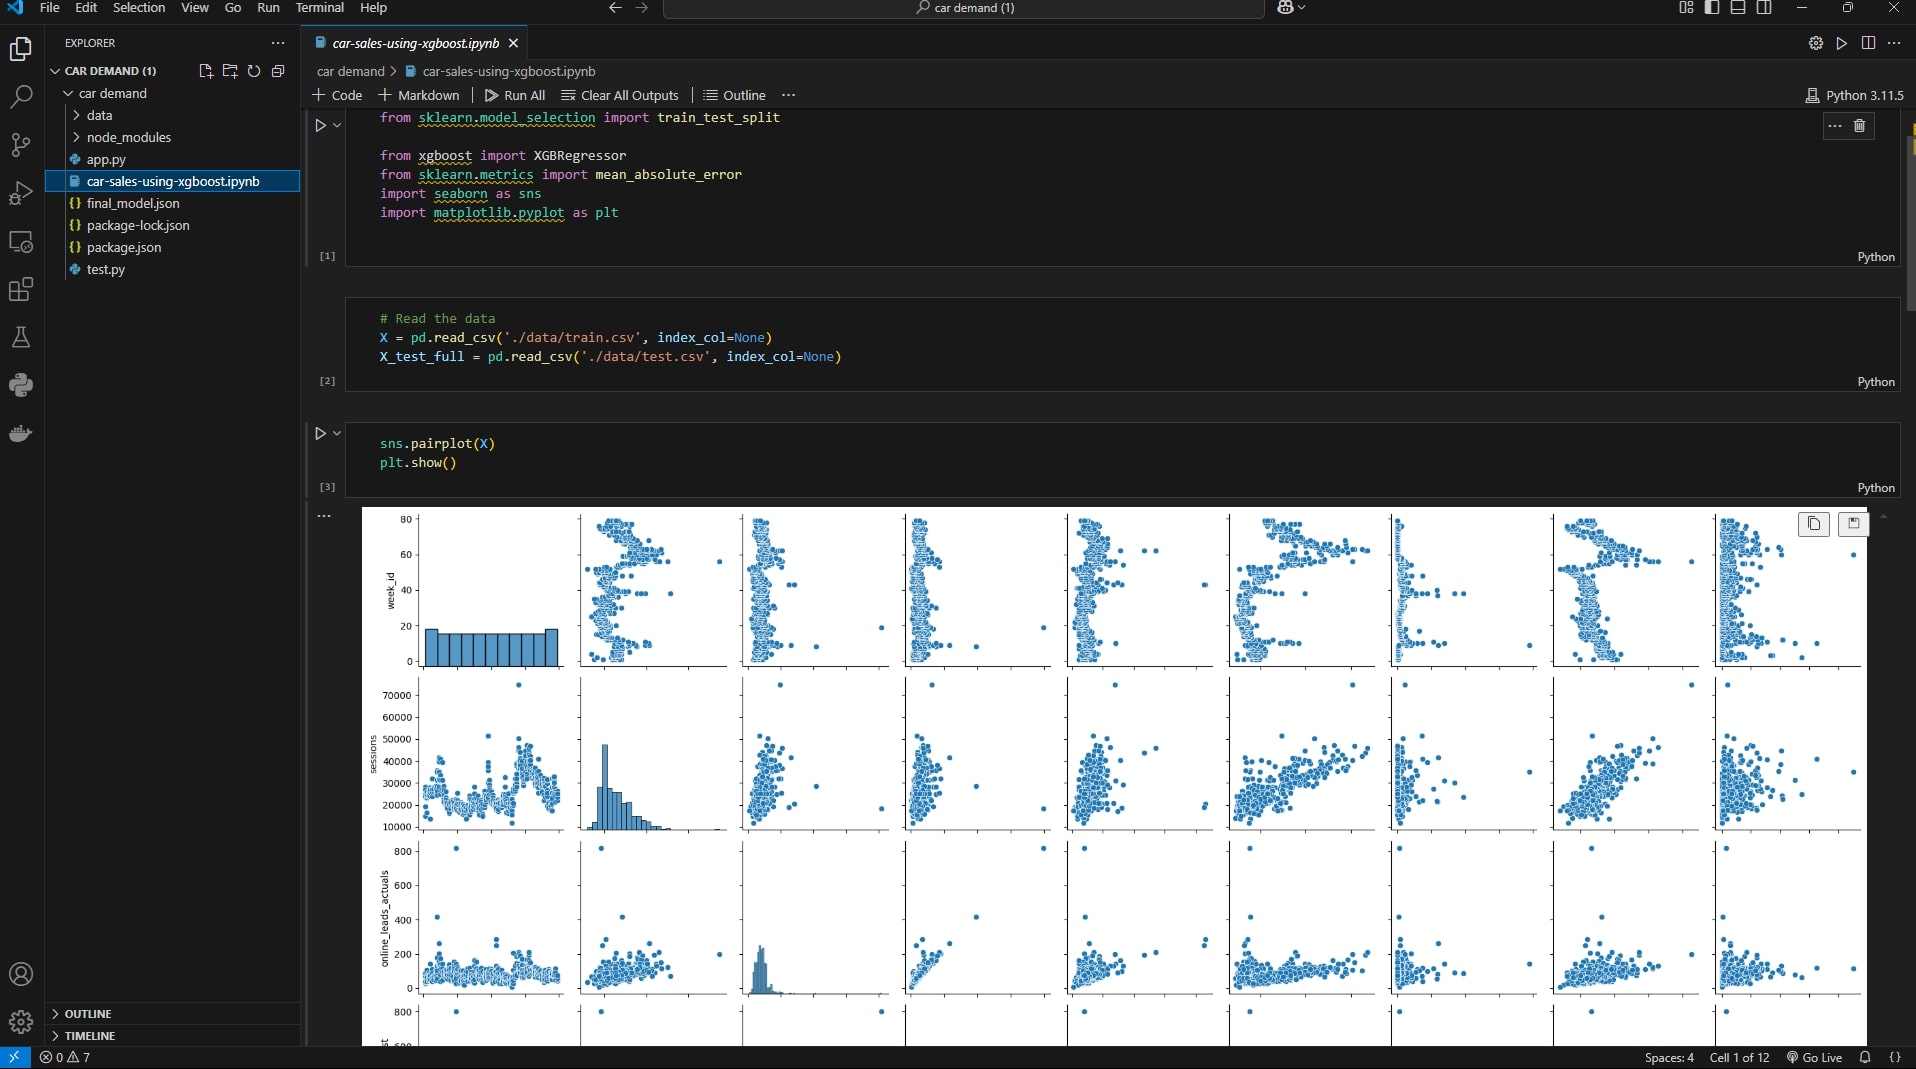 File Edit Selection View Go Run Terminal Help
car demand (1)
EXPLORER
CAR DEMAND (1)
car demand
data
node_modules
app.py
car-sales-using-xgboost.ipynb
final_model.json
package-lock.json
package.json
test.py
OUTLINE
TIMELINE
car-sales-using-xgboost.ipynb
car demand > car-sales-using-xgboost.ipynb
+ Code + Markdown Run All Clear All Outputs Outline ... Python 3.11.5
from sklearn.model_selection import train_test_split
from xgboost import XGBRegressor
from sklearn.metrics import mean_absolute_error
import seaborn as sns
import matplotlib.pyplot as plt
[1] Python
# Read the data
X = pd.read_csv('./data/train.csv', index_col=None)
X_test_full = pd.read_csv('./data/test.csv', index_col=None)
[2] Python
sns.pairplot(X)
plt.show()
[3] Python
week_id
80
60
40
20
0
sessions
70000
60000
50000
40000
30000
20000
10000
online_leads_actuals
800
600
400
200
0
800
0 7 Spaces: 4 Cell 1 of 12 Go Live